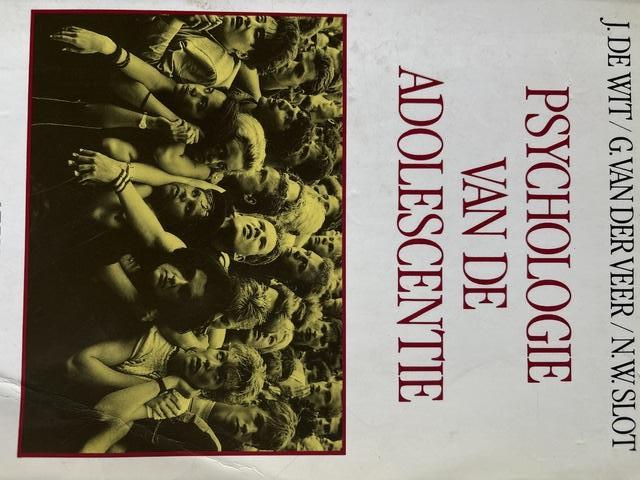 J. DE WIT / G. VAN DER VEER / N.W. SLOT
PSYCHOLOGIE
VAN DE
ADOLESCENTIE